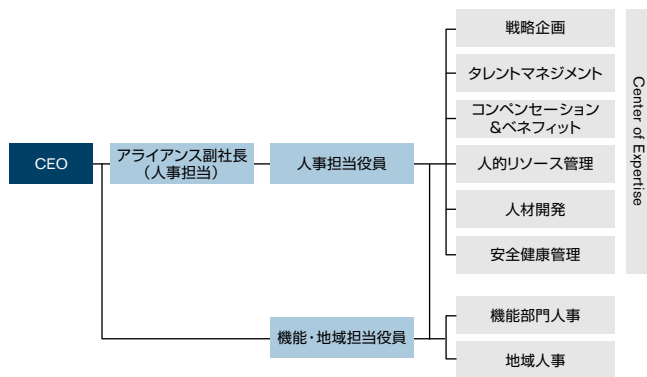 CEO
アライアンス副社長
（人事担当）
人事担当役員
機能・地域担当役員
戦略企画
タレントマネジメント
コンペンセーション
&ベネフィット
人的リソース管理
人材開発
安全健康管理
機能部門人事
地域人事
Center of Expertise